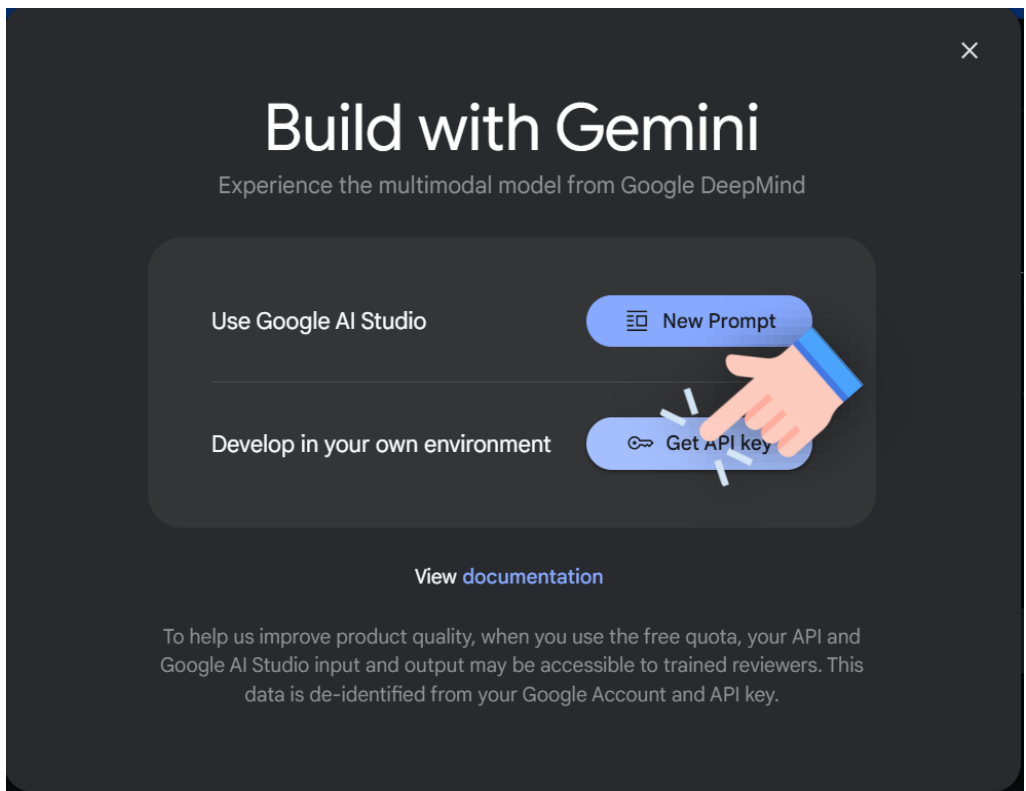 Build with Gemini
Experience the multimodal model from Google DeepMind
Use Google AI Studio
New Prompt
Develop in your own environment
Get API key
View documentation
To help us improve product quality, when you use the free quota, your API and
Google AI Studio input and output may be accessible to trained reviewers. This
data is de-identified from your Google Account and API key.